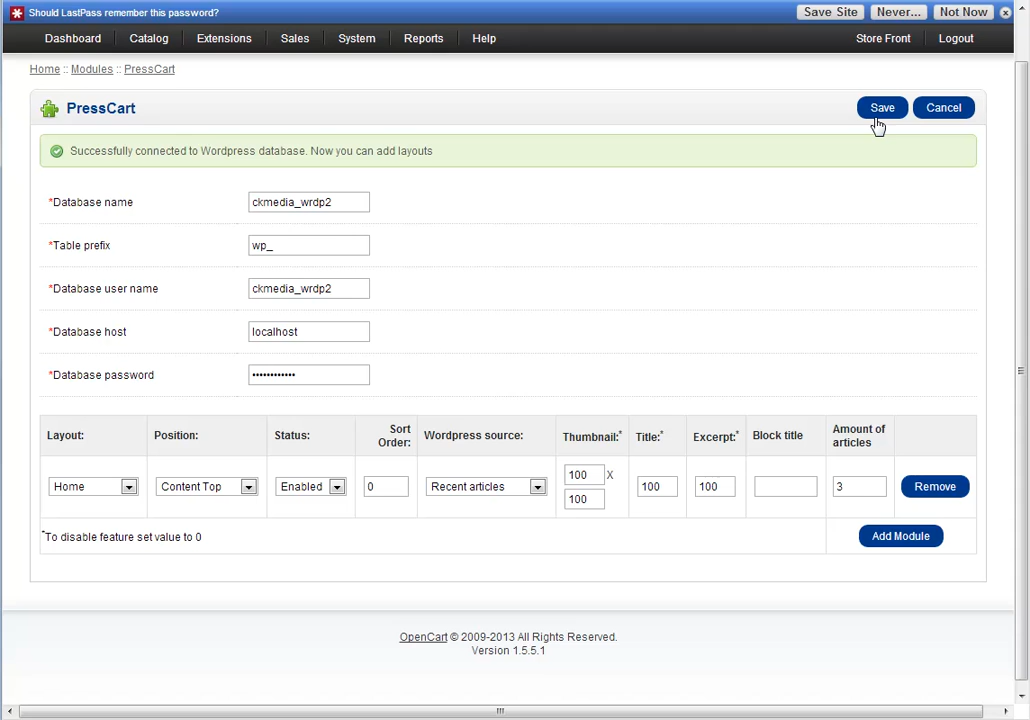 Should LastPass remember this password?
Save Site
Never...
Not Now
Dashboard
Catalog
Extensions
Sales
System
Reports
Help
Store Front
Logout
Home :: Modules :: PressCart
PressCart
Save
Cancel
Successfully connected to Wordpress database. Now you can add layouts
*Database name
ckmedia_wrdp2
*Table prefix
wp_
*Database user name
ckmedia_wrdp2
*Database host
localhost
*Database password
••••••••••••
Layout:
Position:
Status:
Sort
Order:
Wordpress source:
Thumbnail:*
Title:*
Excerpt:*
Block title
Amount of
articles
Home
Content Top
Enabled
0
Recent articles
100 X
100
100
100
3
Remove
*To disable feature set value to 0
Add Module
OpenCart © 2009-2013 All Rights Reserved.
Version 1.5.5.1